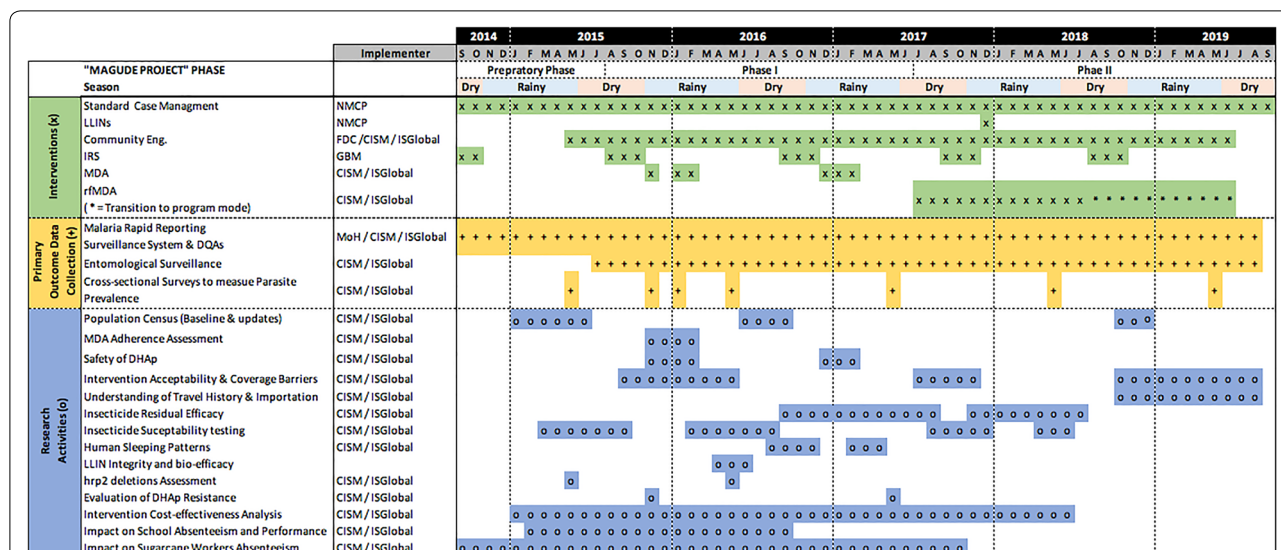 2014 2015 2016 2017 2018 2019
Implementer S O N D J F M A M J J A S O N D J F M A M J J A S O N D J F M A M J J A S O N D J F M A M J J A S O N D J F M A M J J A S
"MAGUDE PROJECT" PHASE Prepratory Phase Phase I Phae II
Season Dry Rainy Dry Rainy Dry Rainy Dry Rainy Dry Rainy Dry
Interventions (x)
Standard Case Managment NMCP x x x x x x x x x x x x x x x x x x x x x x x x x x x x x x x x x x x x x x x x x x x x x x x x x x x x x x x x x x x x x
LLINs NMCP x
Community Eng. FDC /CISM / ISGlobal x x x x x x x x x x x x x x x x x x x x x x x x x x x x x x x x x x x x x x x x x x x x x x x x x x
IRS GBM x x x x x x x x x x x x x x
MDA CISM / ISGlobal x x x x x x
rfMDA
( * = Transition to program mode) CISM / ISGlobal x x x x x x x x x x x x x * * * * * * * * * * *
Primary
Outcome Data
Collection (+)
Malaria Rapid Reporting
Surveillance System & DQAs MoH / CISM / ISGlobal + + + + + + + + + + + + + + + + + + + + + + + + + + + + + + + + + + + + + + + + + + + + + + + + + + + + + + + + + + + +
Entomological Surveillance CISM / ISGlobal + + + + + + + + + + + + + + + + + + + + + + + + + + + + + + + + + + + + + + + + + + + + + + + + + +
Cross-sectional Surveys to measue Parasite
Prevalence CISM / ISGlobal + + + + + + +
Research
Activities (o)
Population Census (Baseline & updates) CISM / ISGlobal o o o o o o o o o o o o o
MDA Adherence Assessment CISM / ISGlobal o o o o
Safety of DHAp CISM / ISGlobal o o o o o o o
Intervention Acceptability & Coverage Barriers CISM / ISGlobal o o o o o o o o o o o o o o o o o o o o o o o o o
Understanding of Travel History & Importation CISM / ISGlobal o o o o o o o o o o o
Insecticide Residual Efficacy CISM / ISGlobal o o o o o o o o o o o o o o o o o o o o o
Insecticide Suceptability testing CISM / ISGlobal o o o o o o o o o o o o o o o o o o o o o o
Human Sleeping Patterns CISM / ISGlobal o o o o o o o
LLIN Integrity and bio-efficacy o o o
hrp2 deletions Assessment CISM / ISGlobal o o
Evaluation of DHAp Resistance CISM / ISGlobal o o
Intervention Cost-effectiveness Analysis CISM / ISGlobal o o o o o o o o o o o o o o o o o o o o o o o o o o o o o o o o o o o o o o o o o o
Impact on School Absenteeism and Performance CISM / ISGlobal o o o o o o o o o o o o o o o o o o o o
Impact on Sugarcane Workers Absenteeism CISM / ISGlobal o o o o o o o o o o o o o o o o o o o o o o o o o o o o o o o o o o o o o o